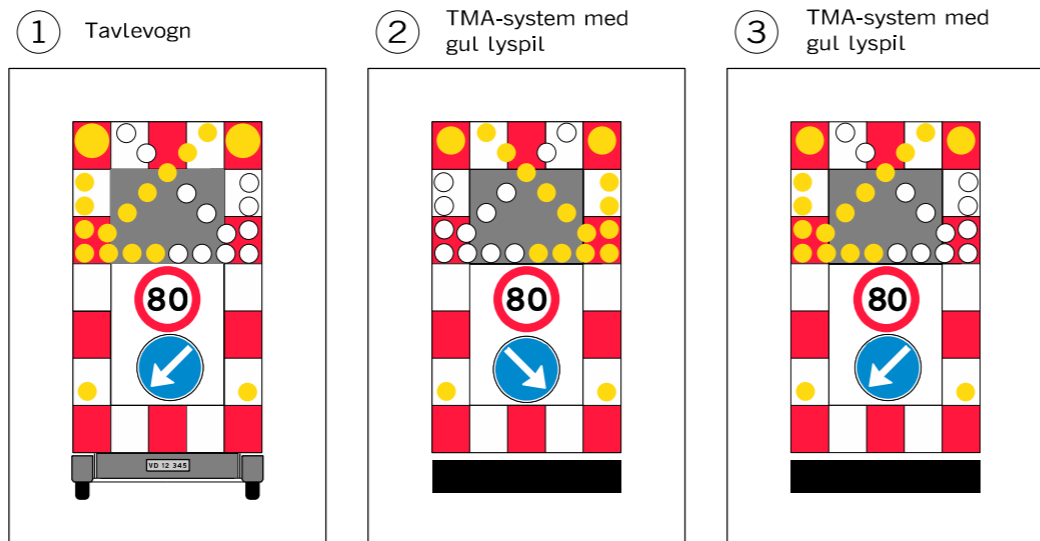 1 Tavlevogn
80
VD 12 345
2 TMA-system med
gul lyspil
80
3 TMA-system med
gul lyspil
80